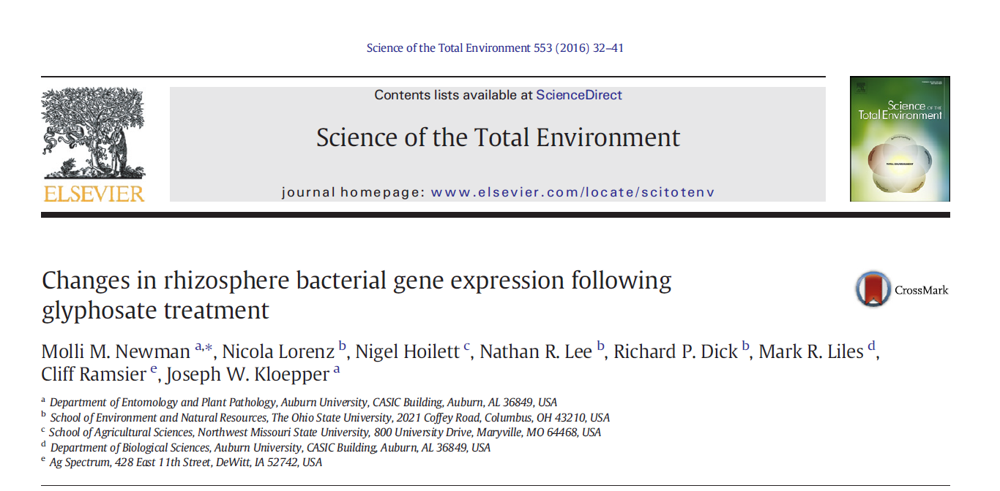 Science of the Total Environment 553 (2016) 32–41
Contents lists available at ScienceDirect
Science of the Total Environment
journal homepage: www.elsevier.com/locate/scitotenv
ELSEVIER
Science OF THE
Total Environment
TOTAL ENVIRONMENT
Changes in rhizosphere bacterial gene expression following
glyphosate treatment
CrossMark
Molli M. Newman a,*, Nicola Lorenz b, Nigel Hoilett c, Nathan R. Lee b, Richard P. Dick b, Mark R. Liles d,
Cliff Ramsier e, Joseph W. Kloepper a
a Department of Entomology and Plant Pathology, Auburn University, CASIC Building, Auburn, AL 36849, USA
b School of Environment and Natural Resources, The Ohio State University, 2021 Coffey Road, Columbus, OH 43210, USA
c School of Agricultural Sciences, Northwest Missouri State University, 800 University Drive, Maryville, MO 64468, USA
d Department of Biological Sciences, Auburn University, CASIC Building, Auburn, AL 36849, USA
e Ag Spectrum, 428 East 11th Street, DeWitt, IA 52742, USA